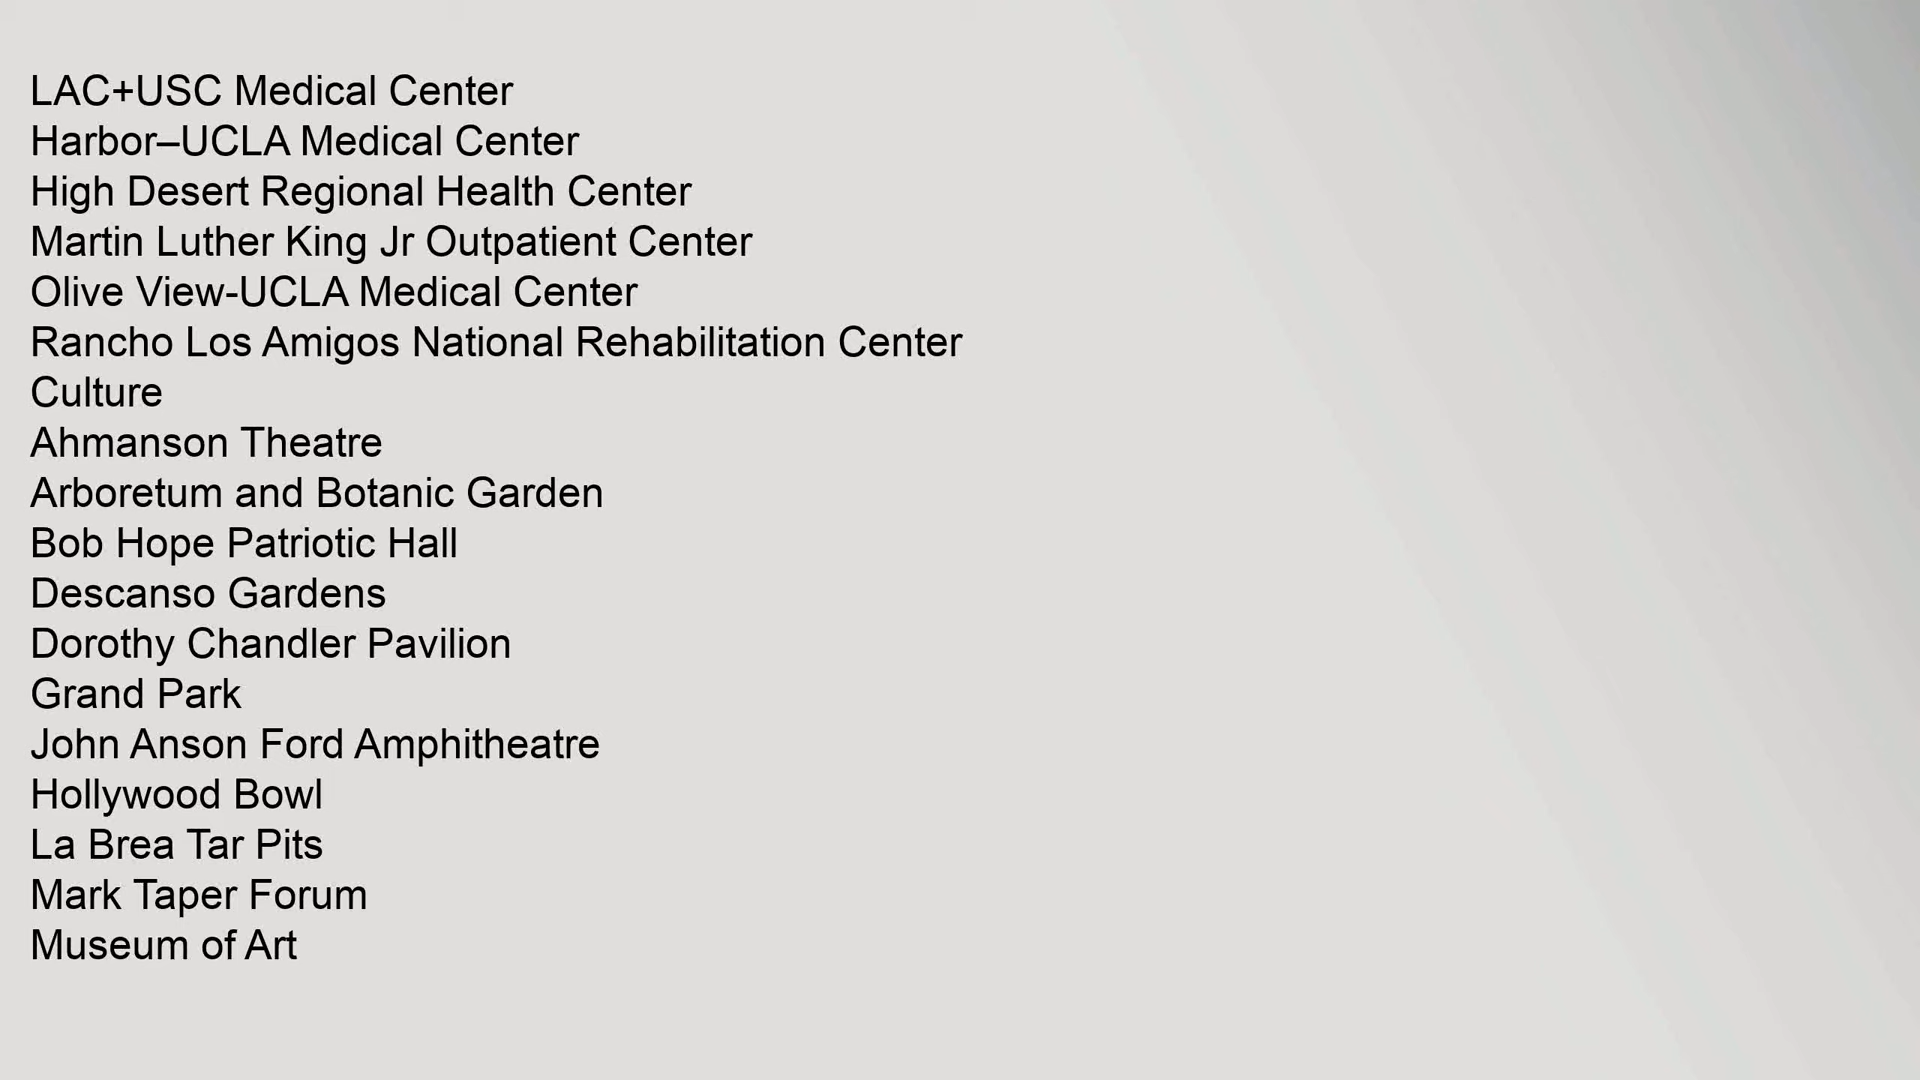 LAC+USC Medical Center
Harbor–UCLA Medical Center
High Desert Regional Health Center
Martin Luther King Jr Outpatient Center
Olive View-UCLA Medical Center
Rancho Los Amigos National Rehabilitation Center
Culture
Ahmanson Theatre
Arboretum and Botanic Garden
Bob Hope Patriotic Hall
Descanso Gardens
Dorothy Chandler Pavilion
Grand Park
John Anson Ford Amphitheatre
Hollywood Bowl
La Brea Tar Pits
Mark Taper Forum
Museum of Art